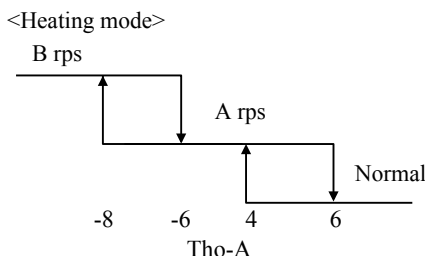 <Heating mode>
B rps
A rps
Normal
-8 -6 4 6
Tho-A